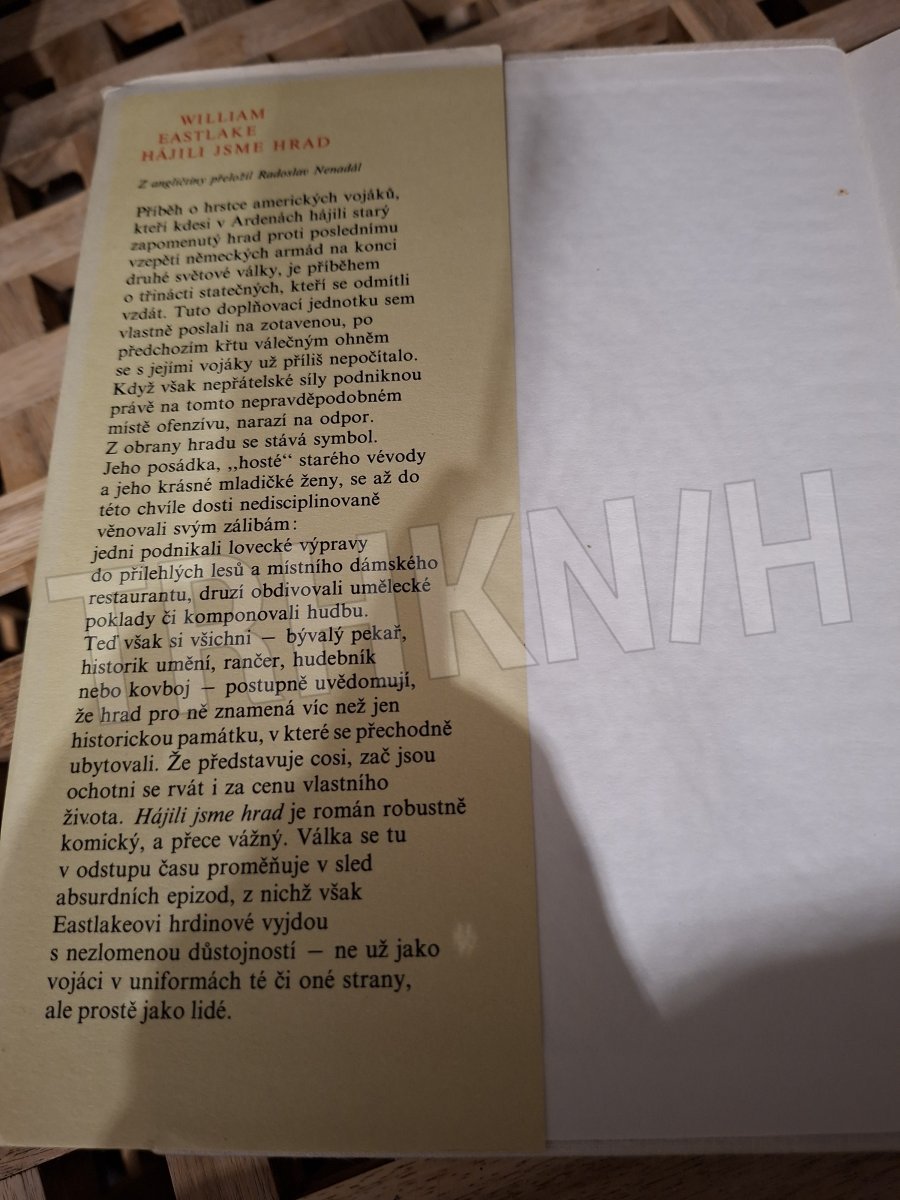 WILLIAM
EASTLAKE
HÁJILI JSME HRAD
Z angličtiny přeložil Radoslav Nenadál
Příběh o hrstce amerických vojáků,
kteří kdesi v Ardenách hájili starý
zapomenutý hrad proti poslednímu
vzepětí německých armád na konci
druhé světové války, je příběhem
o třinácti statečných, kteří se odmítli
vzdát. Tuto doplňovací jednotku sem
vlastně poslali na zotavenou, po
předchozím křtu válečným ohněm
se s jejími vojáky už příliš nepočítalo.
Když však nepřátelské síly podniknou
právě na tomto nepravděpodobném
místě ofenzívu, narazí na odpor.
Z obrany hradu se stává symbol.
Jeho posádka, „hosté“ starého vévody
a jeho krásné mladičké ženy, se až do
této chvíle dosti nedisciplinovaně
věnovali svým zálibám:
jedni podnikali lovecké výpravy
do přilehlých lesů a místního dámského
restaurantu, druzí obdivovali umělecké
poklady či komponovali hudbu.
Teď však si všichni — bývalý pekař,
historik umění, rančer, hudebník
nebo kovboj — postupně uvědomují,
že hrad pro ně znamená víc než jen
historickou památku, v které se přechodně
ubytovali. Že představuje cosi, zač jsou
ochotni se rvát i za cenu vlastního
života. Hájili jsme hrad je román robustně
komický, a přece vážný. Válka se tu
v odstupu času proměňuje v sled
absurdních epizod, z nichž však
Eastlakeovi hrdinové vyjdou
s nezlomenou důstojností — ne už jako
vojáci v uniformách té či oné strany,
ale prostě jako lidé.
TRHKNIH